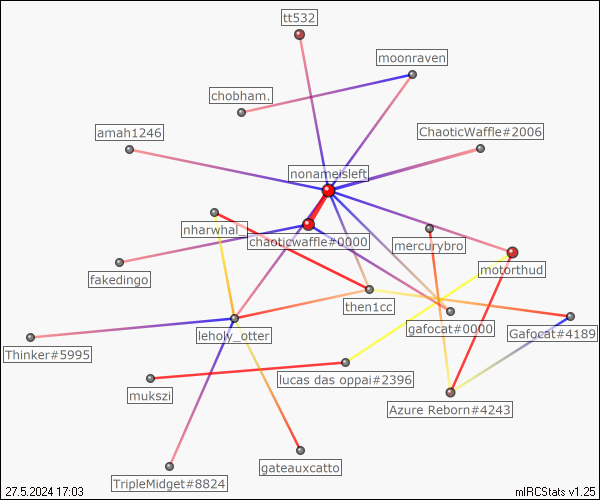 tt532
moonraven
chobham.
amah1246
ChaoticWaffle#2006
nonameisleft
nharwhal_
chaoticwaffle#0000
mercurybro
motorthud
fakedingo
then1cc
gafocat#0000
Gafocat#4189
leholy_otter
Thinker#5995
lucas das oppai#2396
mukszi
Azure Reborn#4243
gateauxcatto
TripleMidget#8824
27.5.2024 17:03
mIRCStats v1.25